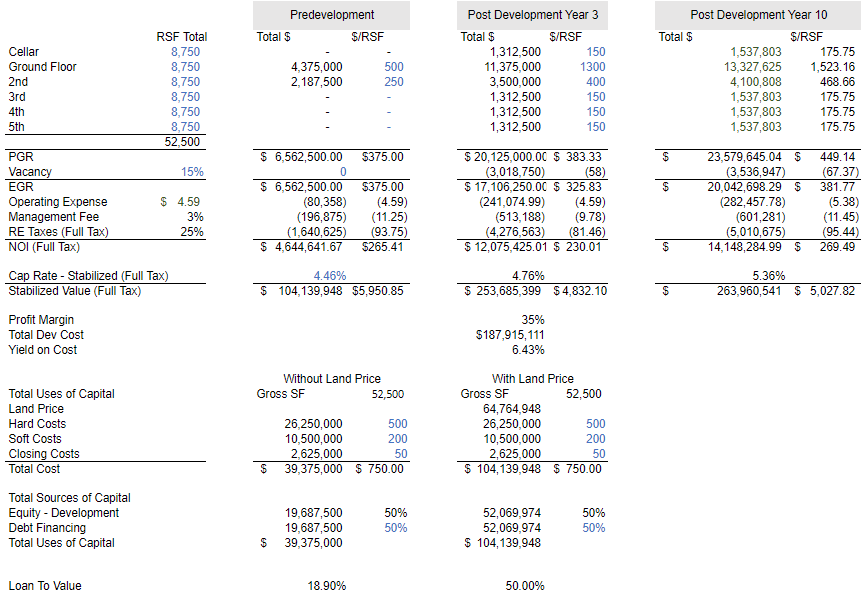 Predevelopment Post Development Year 3 Post Development Year 10
RSF Total Total $ $/RSF Total $ $/RSF Total $ $/RSF
Cellar 8,750 - - 1,312,500 150 1,537,803 175.75
Ground Floor 8,750 4,375,000 500 11,375,000 1300 13,327,625 1,523.16
2nd 8,750 2,187,500 250 3,500,000 400 4,100,808 468.66
3rd 8,750 - - 1,312,500 150 1,537,803 175.75
4th 8,750 - - 1,312,500 150 1,537,803 175.75
5th 8,750 - - 1,312,500 150 1,537,803 175.75
52,500
PGR $ 6,562,500.00 $375.00 $ 20,125,000.00 $ 383.33 $ 23,579,645.04 $ 449.14
Vacancy 15% 0 (3,018,750) (58) (3,536,947) (67.37)
EGR $ 6,562,500.00 $375.00 $ 17,106,250.00 $ 325.83 $ 20,042,698.29 $ 381.77
Operating Expense $ 4.59 (80,358) (4.59) (241,074.99) (4.59) (282,457.78) (5.38)
Management Fee 3% (196,875) (11.25) (513,188) (9.78) (601,281) (11.45)
RE Taxes (Full Tax) 25% (1,640,625) (93.75) (4,276,563) (81.46) (5,010,675) (95.44)
NOI (Full Tax) $ 4,644,641.67 $265.41 $ 12,075,425.01 $ 230.01 $ 14,148,284.99 $ 269.49
Cap Rate - Stabilized (Full Tax) 4.46% 4.76% 5.36%
Stabilized Value (Full Tax) $ 104,139,948 $5,950.85 $ 253,685,399 $ 4,832.10 $ 263,960,541 $ 5,027.82
Profit Margin 35%
Total Dev Cost $187,915,111
Yield on Cost 6.43%
Without Land Price With Land Price
Total Uses of Capital Gross SF 52,500 Gross SF 52,500
Land Price 64,764,948
Hard Costs 26,250,000 500 26,250,000 500
Soft Costs 10,500,000 200 10,500,000 200
Closing Costs 2,625,000 50 2,625,000 50
Total Cost $ 39,375,000 $ 750.00 $ 104,139,948 $ 750.00
Total Sources of Capital
Equity - Development 19,687,500 50% 52,069,974 50%
Debt Financing 19,687,500 50% 52,069,974 50%
Total Uses of Capital $ 39,375,000 $ 104,139,948
Loan To Value 18.90% 50.00%